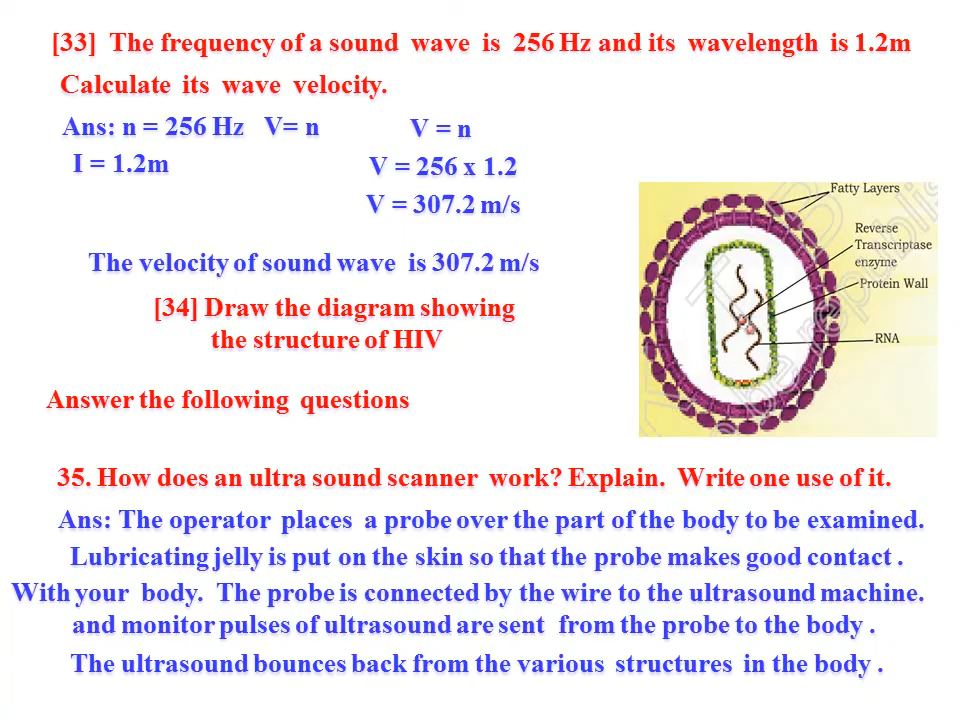 [33] The frequency of a sound wave is 256 Hz and its wavelength is 1.2m
Calculate its wave velocity.
Ans: n = 256 Hz V= n
V = n
I = 1.2m
V = 256 x 1.2
V = 307.2 m/s
The velocity of sound wave is 307.2 m/s
[34] Draw the diagram showing
the structure of HIV
Fatty Layers
Reverse
Transcriptase
enzyme
Protein Wall
RNA
Answer the following questions
35. How does an ultra sound scanner work? Explain. Write one use of it.
Ans: The operator places a probe over the part of the body to be examined.
Lubricating jelly is put on the skin so that the probe makes good contact .
With your body. The probe is connected by the wire to the ultrasound machine.
and monitor pulses of ultrasound are sent from the probe to the body .
The ultrasound bounces back from the various structures in the body .